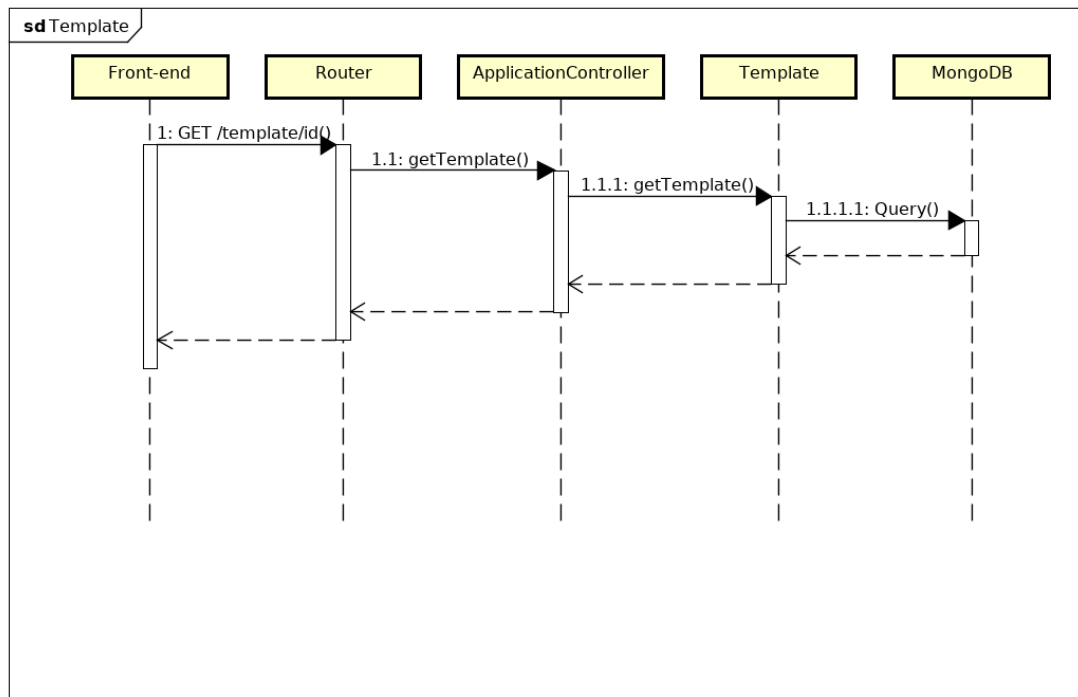 sd Template
Front-end
Router
ApplicationController
Template
MongoDB
1: GET /template/id()
1.1: getTemplate()
1.1.1: getTemplate()
1.1.1.1: Query()